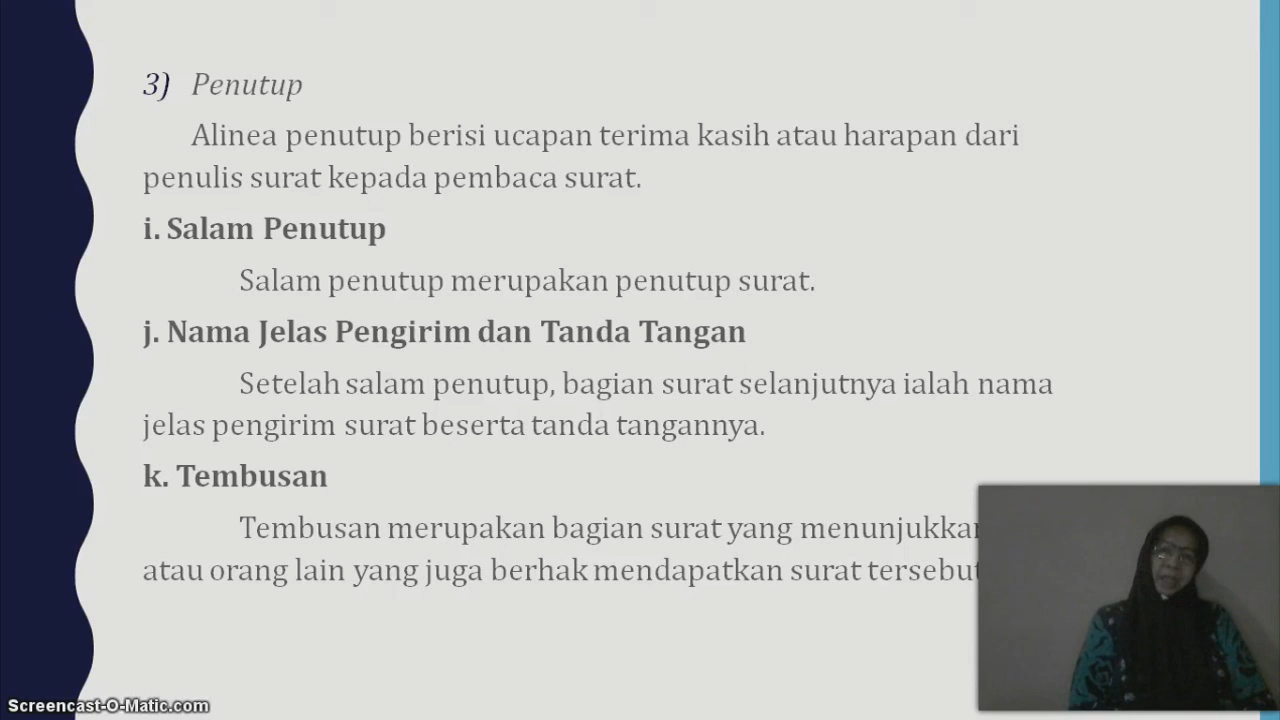 3) Penutup
Alinea penutup berisi ucapan terima kasih atau harapan dari
penulis surat kepada pembaca surat.
i. Salam Penutup
Salam penutup merupakan penutup surat.
j. Nama Jelas Pengirim dan Tanda Tangan
Setelah salam penutup, bagian surat selanjutnya ialah nama
jelas pengirim surat beserta tanda tangannya.
k. Tembusan
Tembusan merupakan bagian surat yang
atau orang lain yang juga berhak mendapatkan surat
Screencast-O-Matic.com